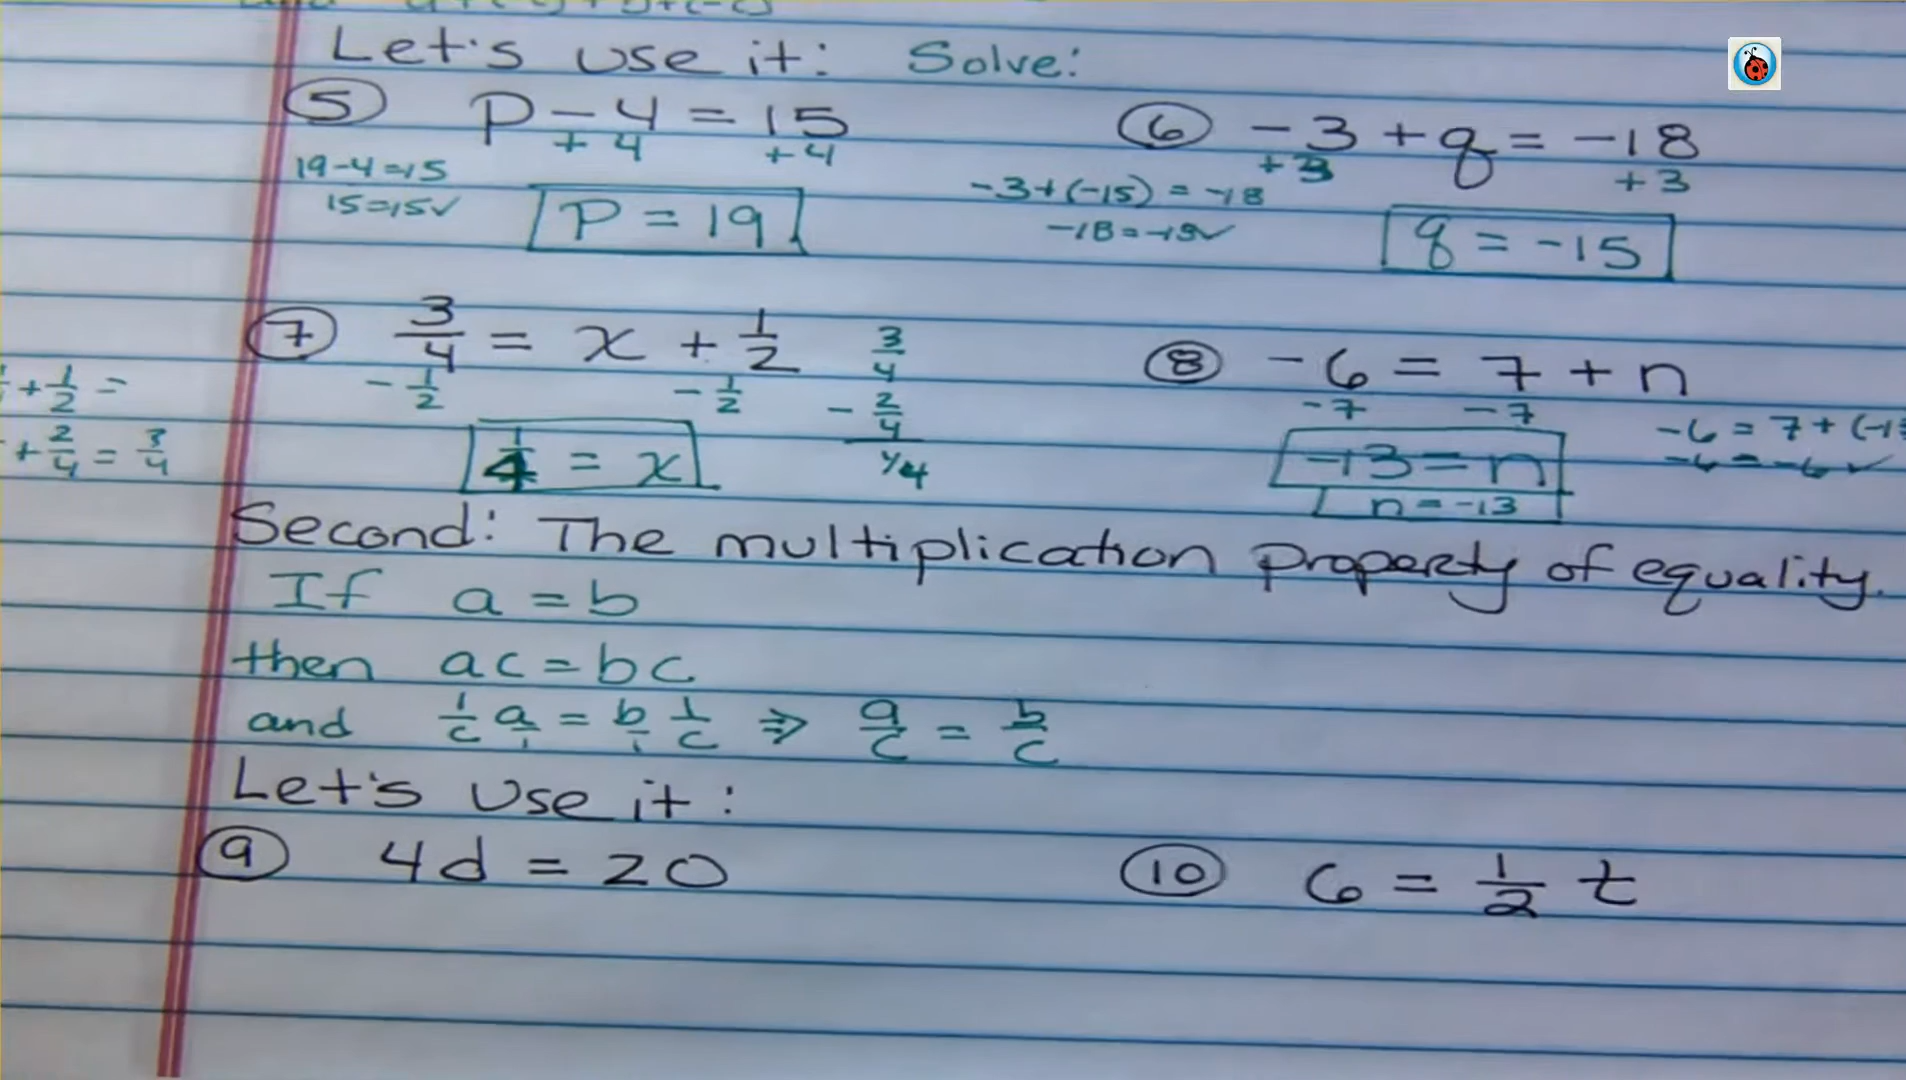 Let's use it: Solve:
5 P - 4 = 15
+ 4 + 4
19 - 4 = 15
15 = 15 ✓
P = 19
6 -3 + q = -18
+ 3 + 3
-3 + (-15) = -18
-18 = -18 ✓
q = -15
7 3/4 = x + 1/2
- 1/2 - 1/2
3/4
- 2/4
1/4
+ 1/2 =
+ 2/4 = 3/4
1/4 = x
8 -6 = 7 + n
-7 -7
-6 = 7 + (-13
-6 = -6 ✓
-13 = n
n = -13
Second: The multiplication property of equality.
If a = b
then ac = bc
and 1/c a/1 = b/1 1/c ⇒ a/c = b/c
Let's use it:
9 4d = 20
10 6 = 1/2 t